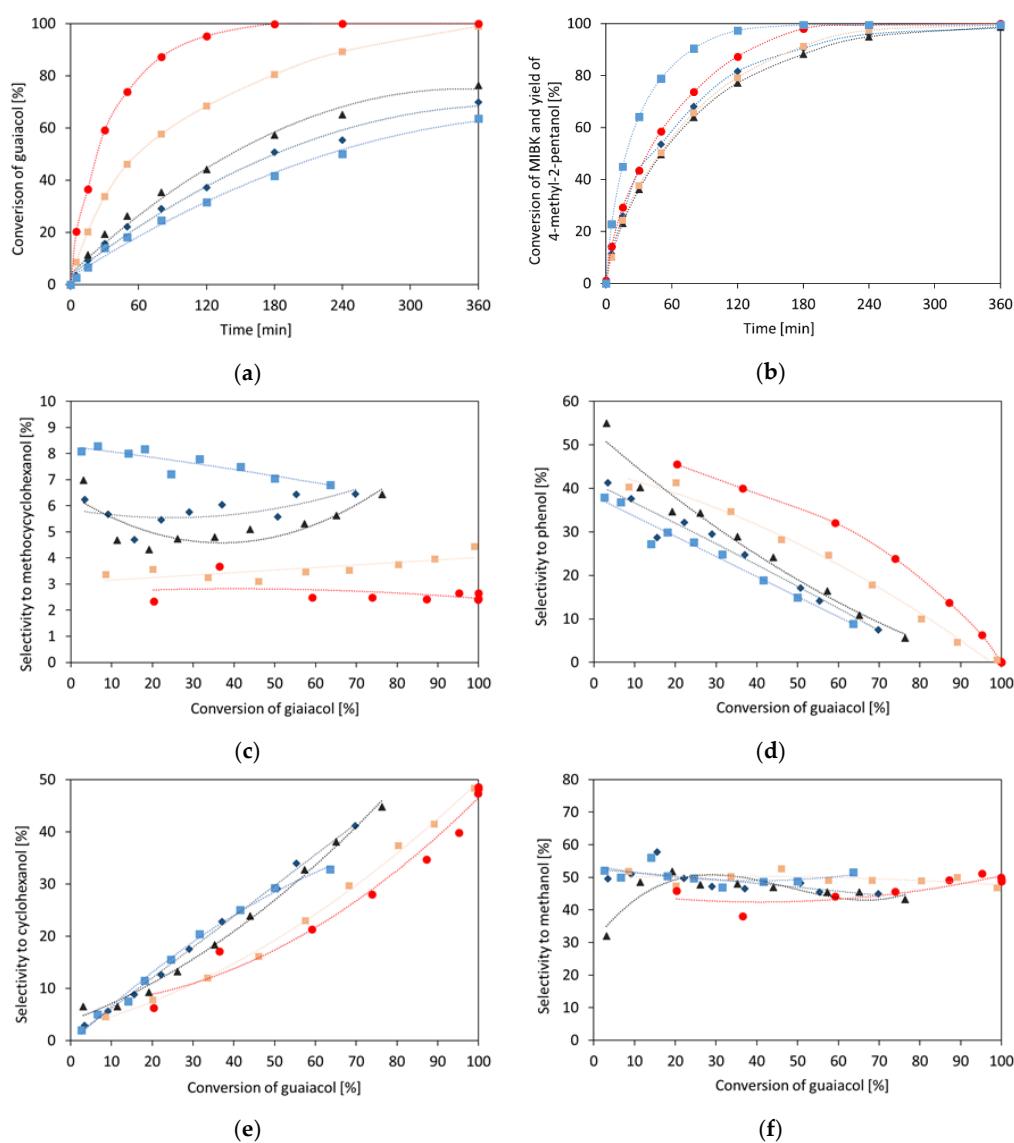 Converison of guaiacol [%]
100
80
60
40
20
0
0 60 120 180 240 300 360
Time [min]
(a)
Conversion of MIBK and yield of
4-methyl-2-pentanol [%]
100
90
80
70
60
50
40
30
20
10
0
0 60 120 180 240 300 360
Time [min]
(b)
Selectivity to methocycyclohexanol [%]
10
9
8
7
6
5
4
3
2
1
0
0 10 20 30 40 50 60 70 80 90 100
Conversion of giaiacol [%]
(c)
Selectivity to phenol [%]
60
50
40
30
20
10
0
0 10 20 30 40 50 60 70 80 90 100
Conversion of guaiacol [%]
(d)
Selectivity to cyclohexanol [%]
50
40
30
20
10
0
0 10 20 30 40 50 60 70 80 90 100
Conversion of guaiacol [%]
(e)
Selectivity to methanol [%]
80
70
60
50
40
30
20
10
0
0 10 20 30 40 50 60 70 80 90 100
Conversion of guaiacol [%]
(f)